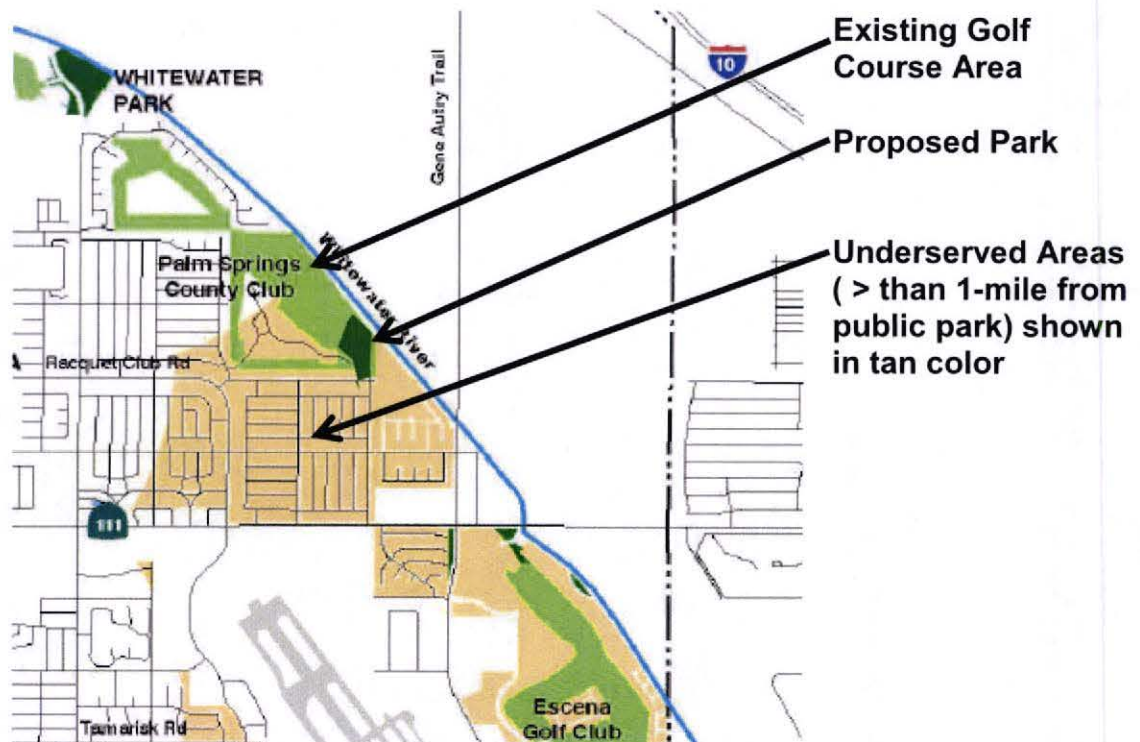 Existing Golf
Course Area
Proposed Park
Underserved Areas
( > than 1-mile from
public park) shown
in tan color
10
WHITEWATER
PARK
Gene Autry Trail
Whitewater River
Palm Springs
County Club
Racquet Club Rd
111
Tamarisk Rd
Escena
Golf Club